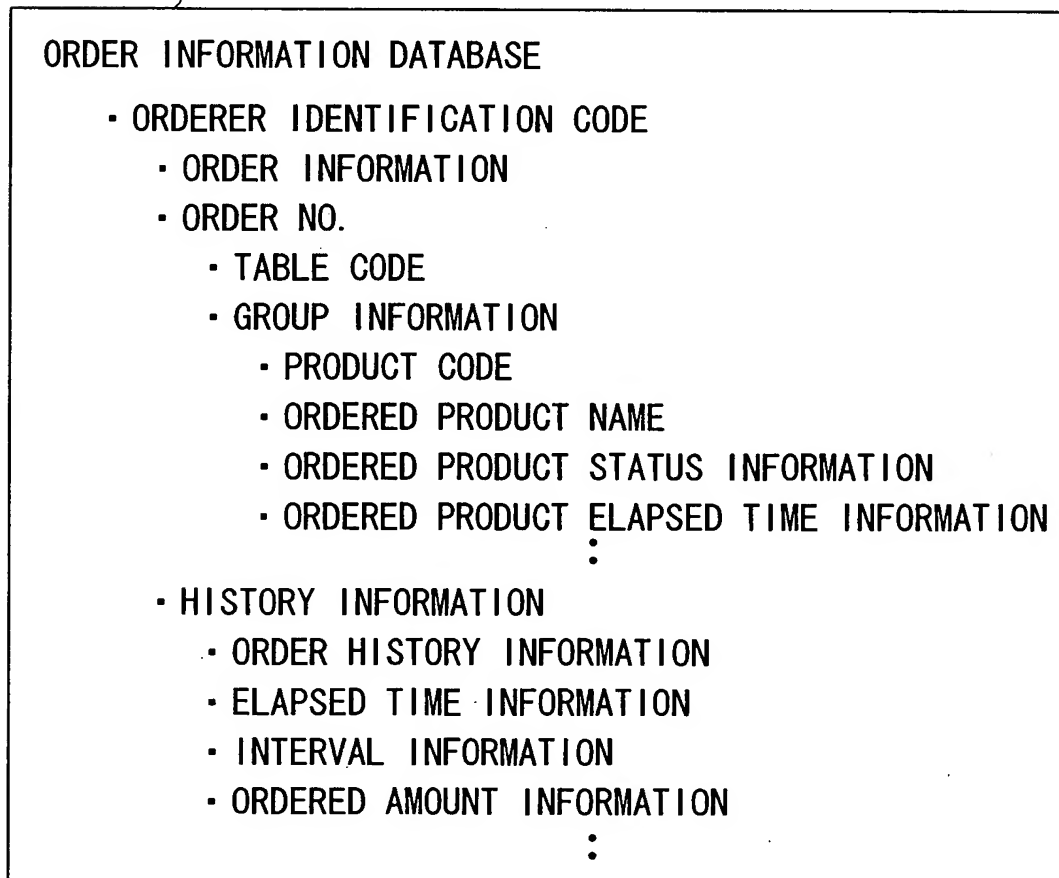 ORDER INFORMATION DATABASE
・ORDERER IDENTIFICATION CODE
・ORDER INFORMATION
・ORDER NO.
・TABLE CODE
・GROUP INFORMATION
・PRODUCT CODE
・ORDERED PRODUCT NAME
・ORDERED PRODUCT STATUS INFORMATION
・ORDERED PRODUCT ELAPSED TIME INFORMATION
⋮
・HISTORY INFORMATION
・ORDER HISTORY INFORMATION
・ELAPSED TIME INFORMATION
・INTERVAL INFORMATION
・ORDERED AMOUNT INFORMATION
⋮